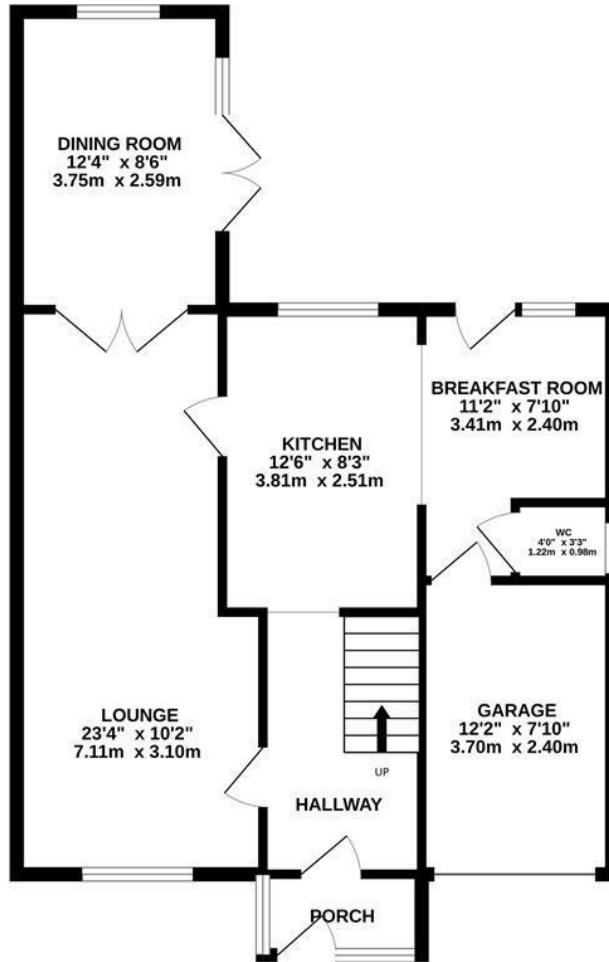 DINING ROOM
12'4" x 8'6"
3.75m x 2.59m
BREAKFAST ROOM
11'2" x 7'10"
3.41m x 2.40m
KITCHEN
12'6" x 8'3"
3.81m x 2.51m
WC
4'0" x 3'3"
1.22m x 0.98m
LOUNGE
23'4" x 10'2"
7.11m x 3.10m
GARAGE
12'2" x 7'10"
3.70m x 2.40m
UP
HALLWAY
PORCH